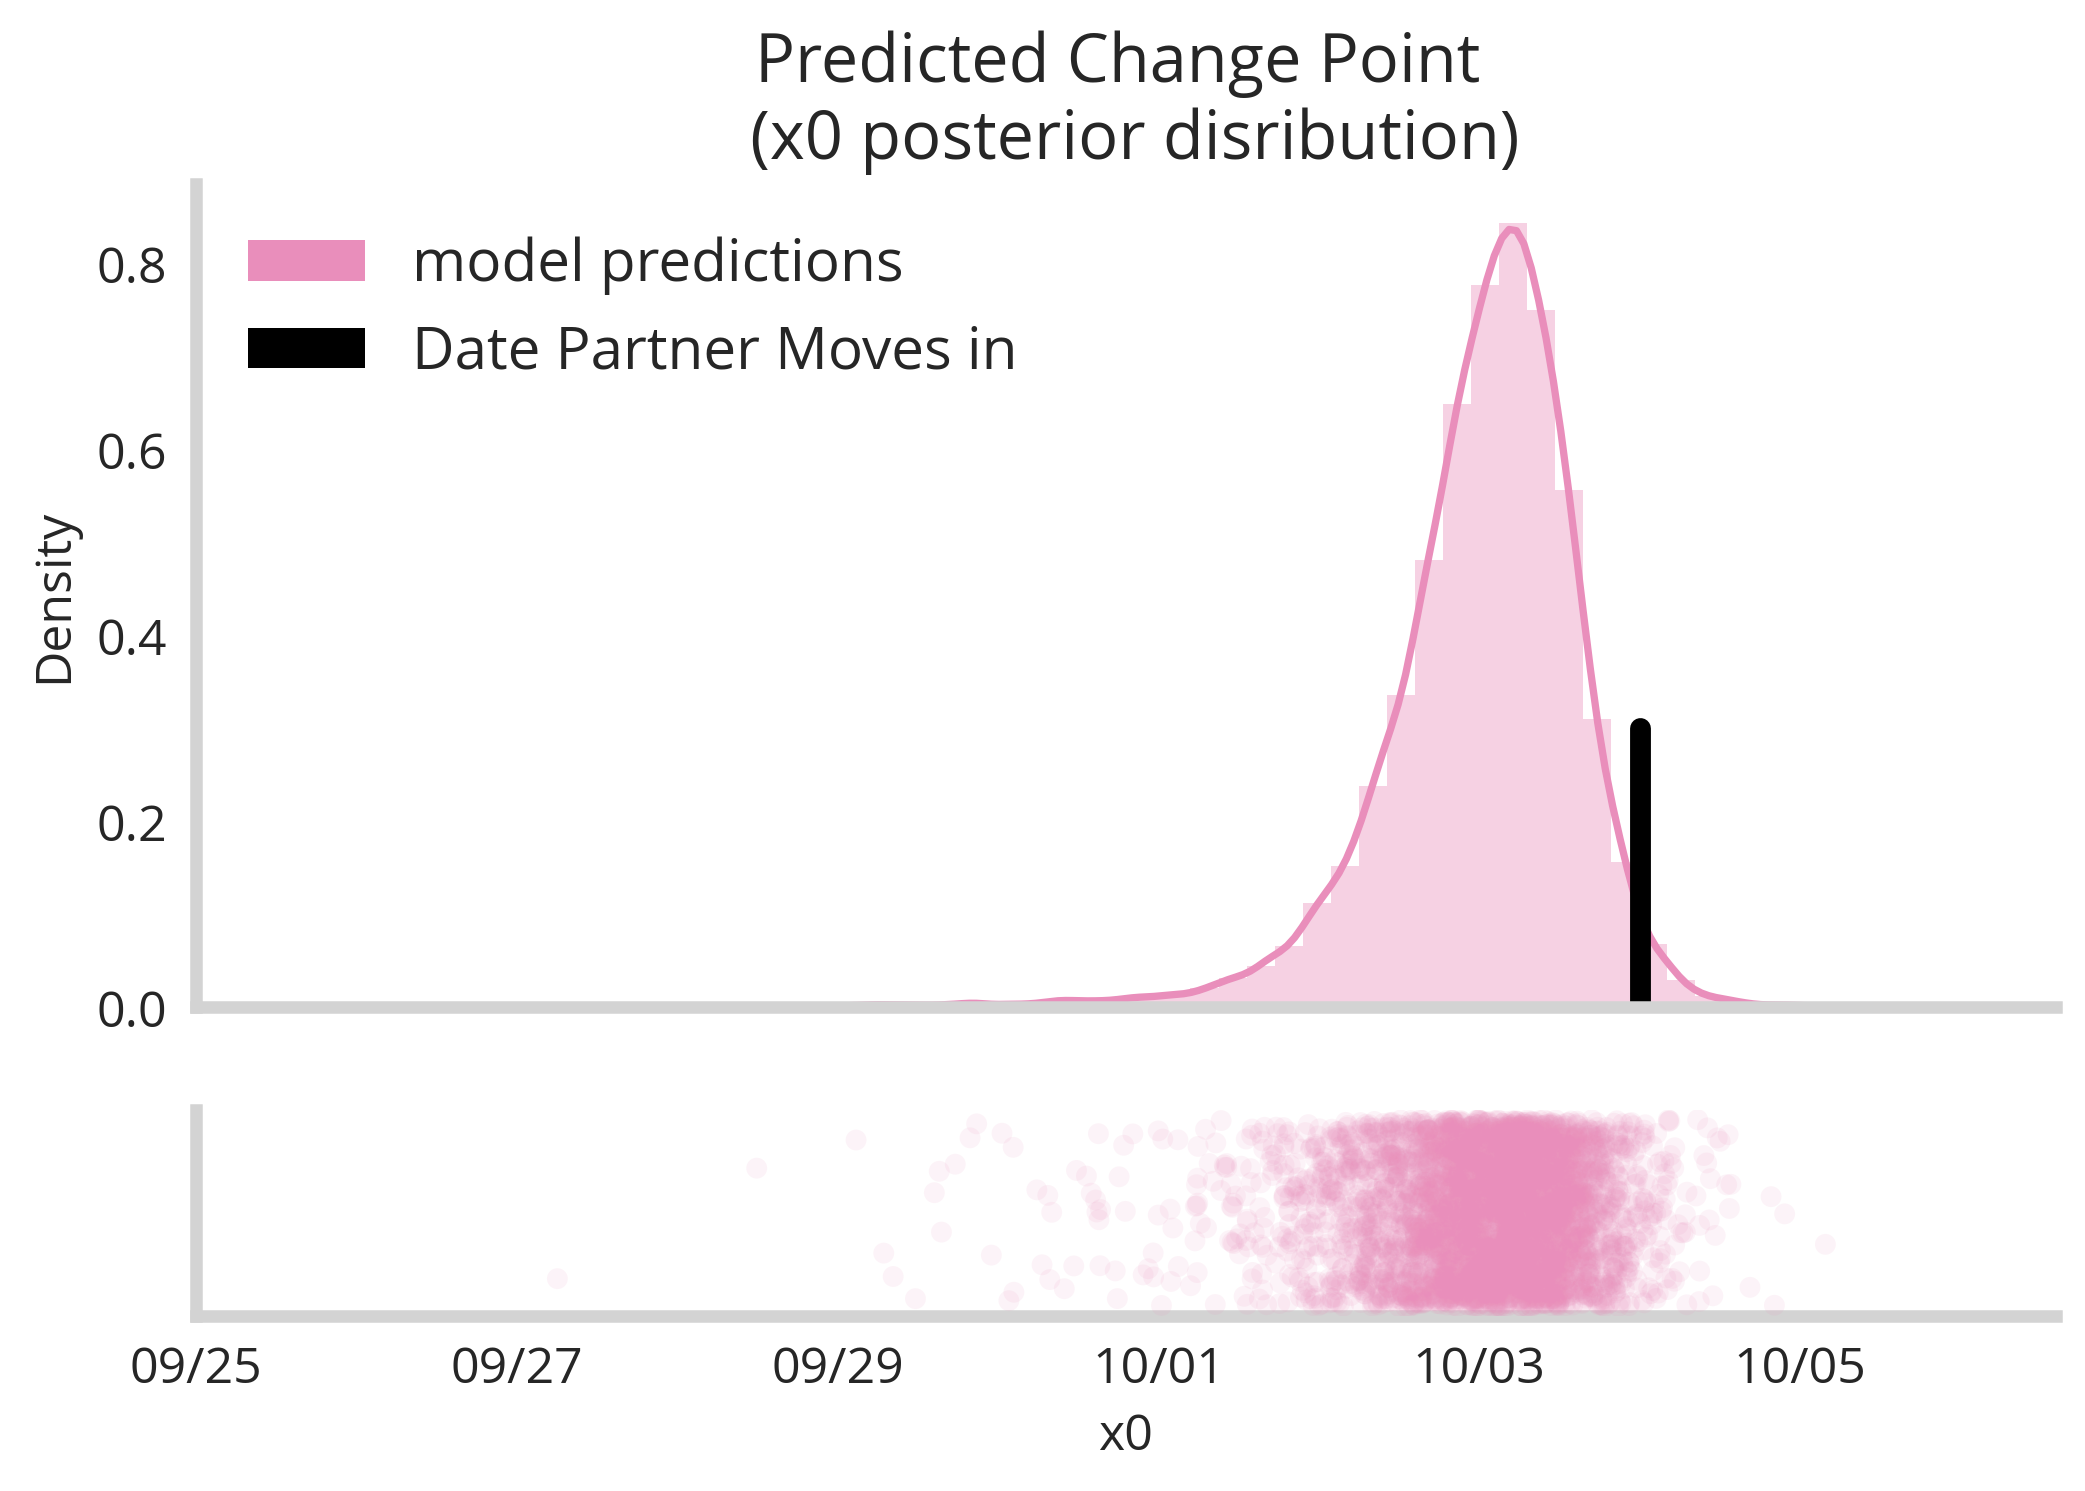 Predicted Change Point
(x0 posterior disribution)
model predictions
Date Partner Moves in
Density
0.8
0.6
0.4
0.2
0.0
09/25 09/27 09/29 10/01 10/03 10/05
x0